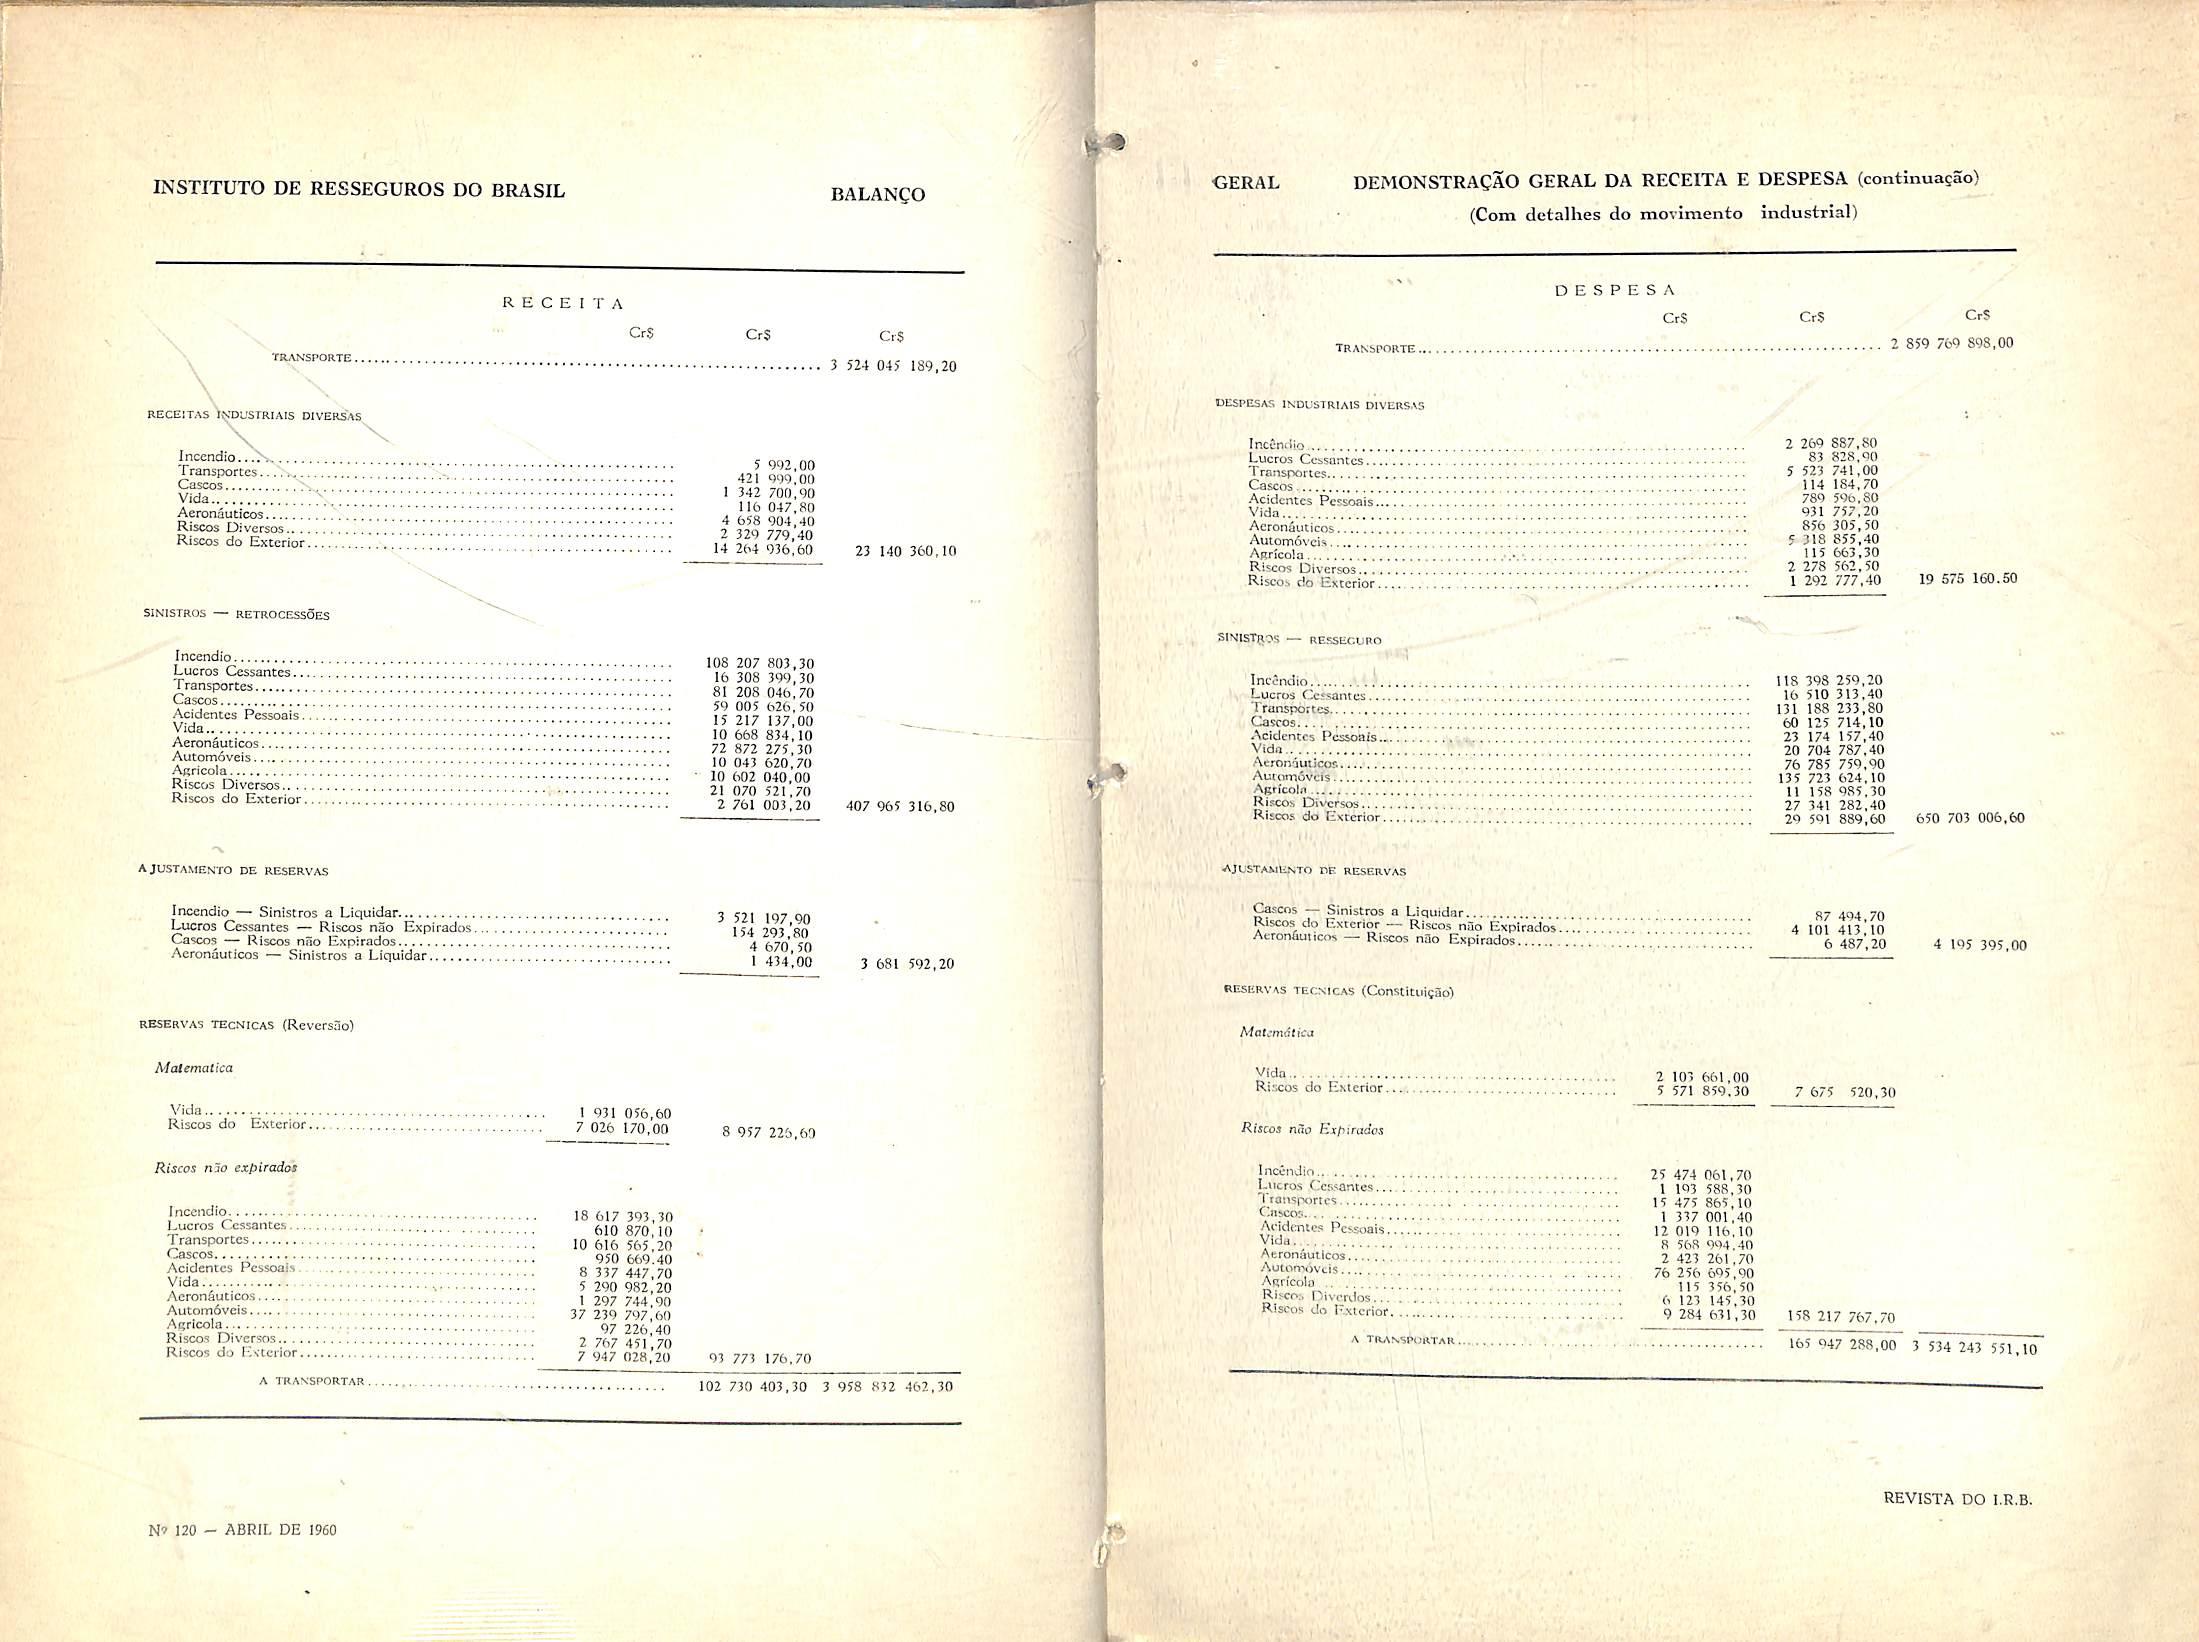 INSTITUTO DE RESSEGUROS DO BRASIL BALANÇO
RECEITA
Cr$ Cr$ Cr$
TRANSPORTE 3 524 045 189,20
RECEITAS INDUSTRIAIS DIVERSAS
Incendio 5 992,00
Transportes 421 999,00
Cascos 1 342 700,90
Vida 116 047,80
Aeronáuticos 4 658 904,40
Riscos Diversos 2 329 779,40
Riscos do Exterior 14 264 936,60 23 140 360,10
SINISTROS — RETROCESSÕES
Incendio 108 207 803,30
Lucros Cessantes 16 308 399,30
Transportes 81 208 046,70
Cascos 59 005 626,50
Acidentes Pessoais 15 217 137,00
Vida 10 668 834,10
Aeronáuticos 72 872 275,30
Automóveis 10 043 620,70
Agricola 10 602 040,00
Riscos Diversos 21 070 521,70
Riscos do Exterior 2 761 003,20 407 965 316,80
AJUSTAMENTO DE RESERVAS
Incendio — Sinistros a Liquidar 3 521 197,90
Lucros Cessantes — Riscos não Expirados 154 293,80
Cascos — Riscos não Expirados 4 670,50
Aeronáuticos — Sinistros a Liquidar 1 434,00 3 681 592,20
RESERVAS TECNICAS (Reversão)
Matematica
Vida 1 931 056,60
Riscos do Exterior 7 026 170,00 8 957 226,60
Riscos não expirados
Incendio 18 617 393,30
Lucros Cessantes 610 870,10
Transportes 10 616 565,20
Cascos 950 669.40
Acidentes Pessoais 8 337 447,70
Vida 5 290 982,20
Aeronáuticos 1 297 744,90
Automóveis 37 239 797,60
Agricola 97 226,40
Riscos Diversos 2 767 451,70
Riscos do Exterior 7 947 028,20 93 773 176,70
A TRANSPORTAR 102 730 403,30 3 958 832 462,30
Nº 120 — ABRIL DE 1960
GERAL DEMONSTRAÇÃO GERAL DA RECEITA E DESPESA (continuação)
(Com detalhes do movimento industrial)
DESPESA
Cr$ Cr$ Cr$
TRANSPORTE 2 859 769 898,00
DESPESAS INDUSTRIAIS DIVERSAS
Incêndio 2 269 887,80
Lucros Cessantes 83 828,90
Transportes 5 523 741,00
Cascos 114 184,70
Acidentes Pessoais 789 596,80
Vida 931 757,20
Aeronáuticos 856 305,50
Automóveis 5 318 855,40
Agrícola 115 663,30
Riscos Diversos 2 278 562,50
Riscos do Exterior 1 292 777,40 19 575 160.50
SINISTROS — RESSEGURO
Incêndio 118 398 259,20
Lucros Cessantes 16 510 313,40
Transportes 131 188 233,80
Cascos 60 125 714,10
Acidentes Pessoais 23 174 157,40
Vida 20 704 787,40
Aeronáuticos 76 785 759,90
Automóveis 135 723 624,10
Agrícola 11 158 985,30
Riscos Diversos 27 341 282,40
Riscos do Exterior 29 591 889,60 650 703 006,60
AJUSTAMENTO DE RESERVAS
Cascos — Sinistros a Liquidar 87 494,70
Riscos do Exterior — Riscos não Expirados 4 101 413,10
Aeronáuticos — Riscos não Expirados 6 487,20 4 195 395,00
RESERVAS TECNICAS (Constituição)
Matemática
Vida 2 103 661,00
Riscos do Exterior 5 571 859,30 7 675 520,30
Riscos não Expirados
Incêndio 25 474 061,70
Lucros Cessantes 1 193 588,30
Transportes 15 475 865,10
Cascos 1 337 001,40
Acidentes Pessoais 12 019 116,10
Vida 8 568 994.40
Aeronáuticos 2 423 261,70
Automóveis 76 256 695,90
Agrícola 115 356,50
Riscos Diverdos 6 123 145,30
Riscos do Exterior 9 284 631,30 158 217 767,70
A TRANSPORTAR 165 947 288,00 3 534 243 551,10
REVISTA DO I.R.B.